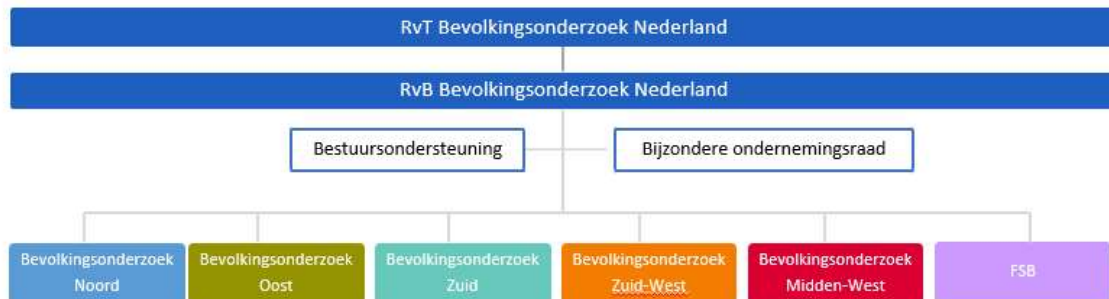 RvT Bevolkingsonderzoek Nederland
RvB Bevolkingsonderzoek Nederland
Bestuursondersteuning
Bijzondere ondernemingsraad
Bevolkingsonderzoek
Noord
Bevolkingsonderzoek
Oost
Bevolkingsonderzoek
Zuid
Bevolkingsonderzoek
Zuid-West
Bevolkingsonderzoek
Midden-West
FSB